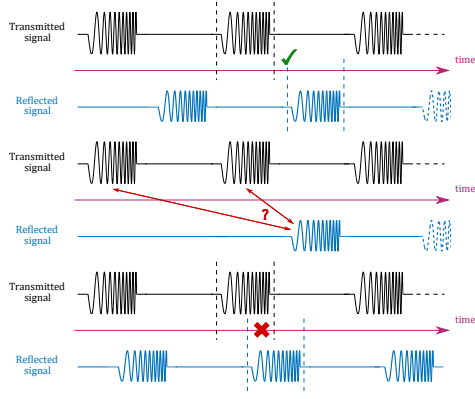 Transmitted
signal
time
Reflected
signal
Transmitted
signal
time
?
Reflected
signal
Transmitted
signal
time
Reflected
signal